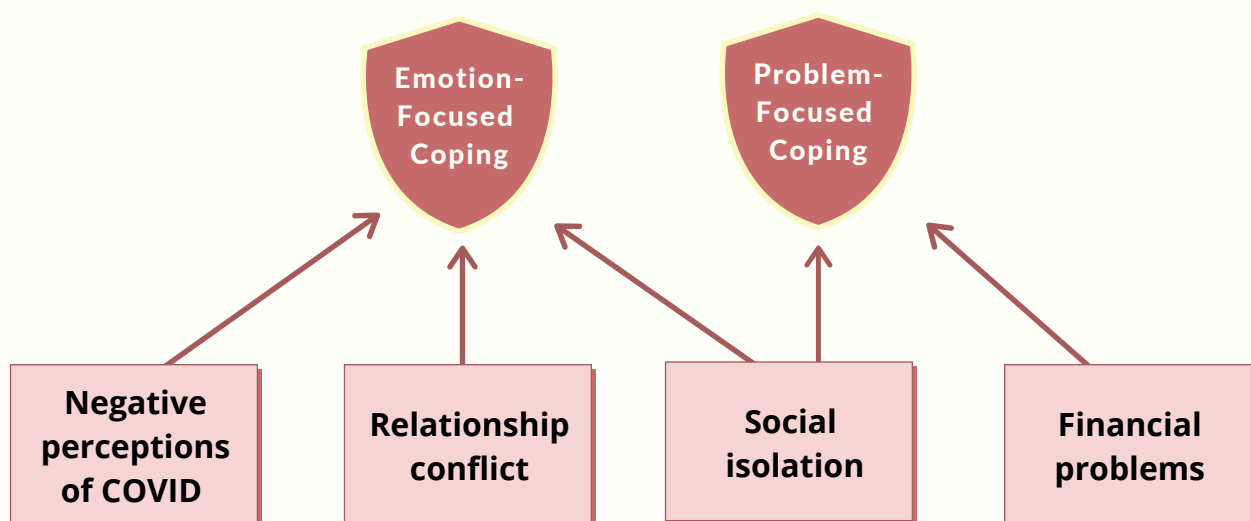 Emotion-
Focused
Coping
Problem-
Focused
Coping
Negative
perceptions
of COVID
Relationship
conflict
Social
isolation
Financial
problems